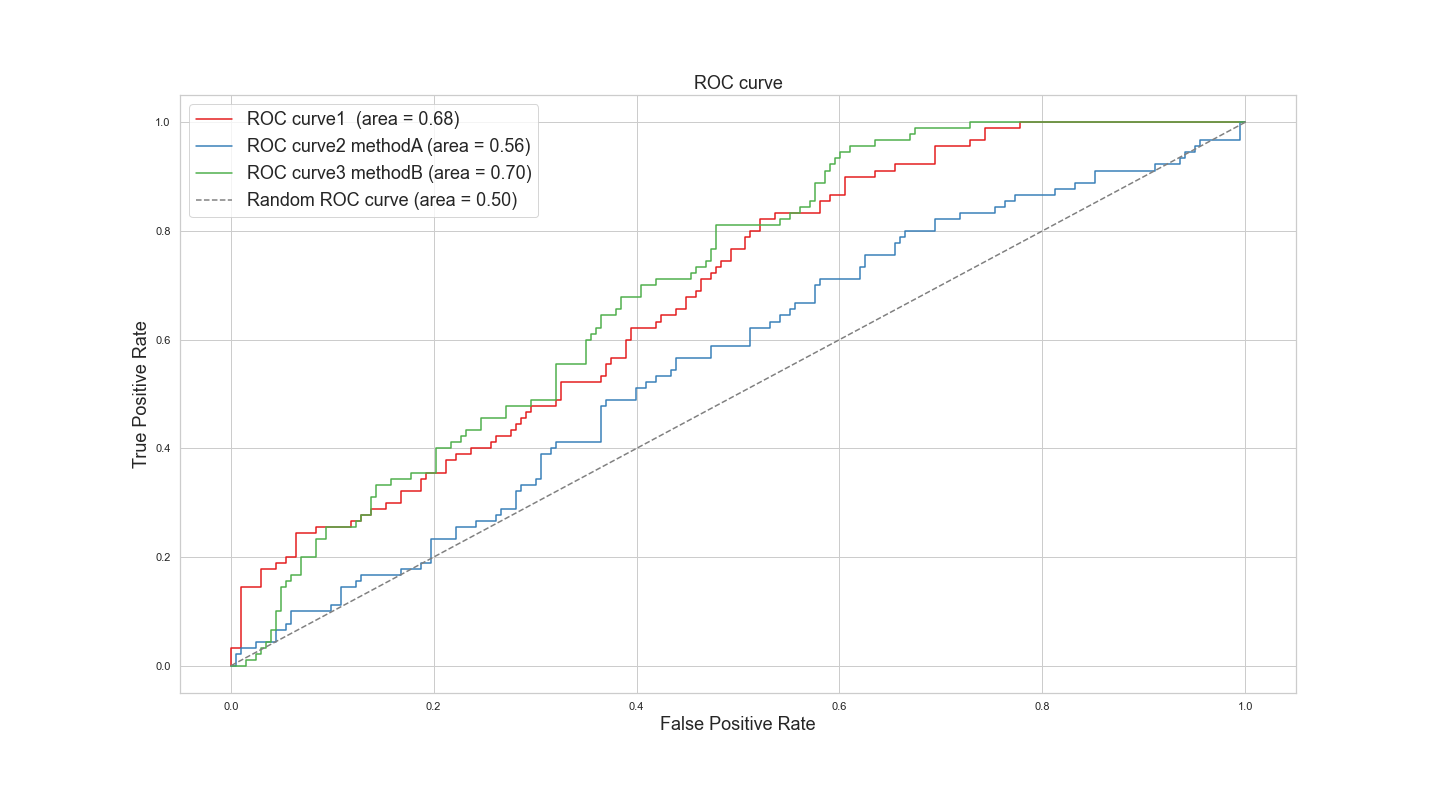 ROC curve
ROC curve1  (area = 0.68)
ROC curve2 methodA (area = 0.56)
ROC curve3 methodB (area = 0.70)
Random ROC curve (area = 0.50)
1.0
0.8
0.6
0.4
0.2
0.0
True Positive Rate
0.0 0.2 0.4 0.6 0.8 1.0
False Positive Rate